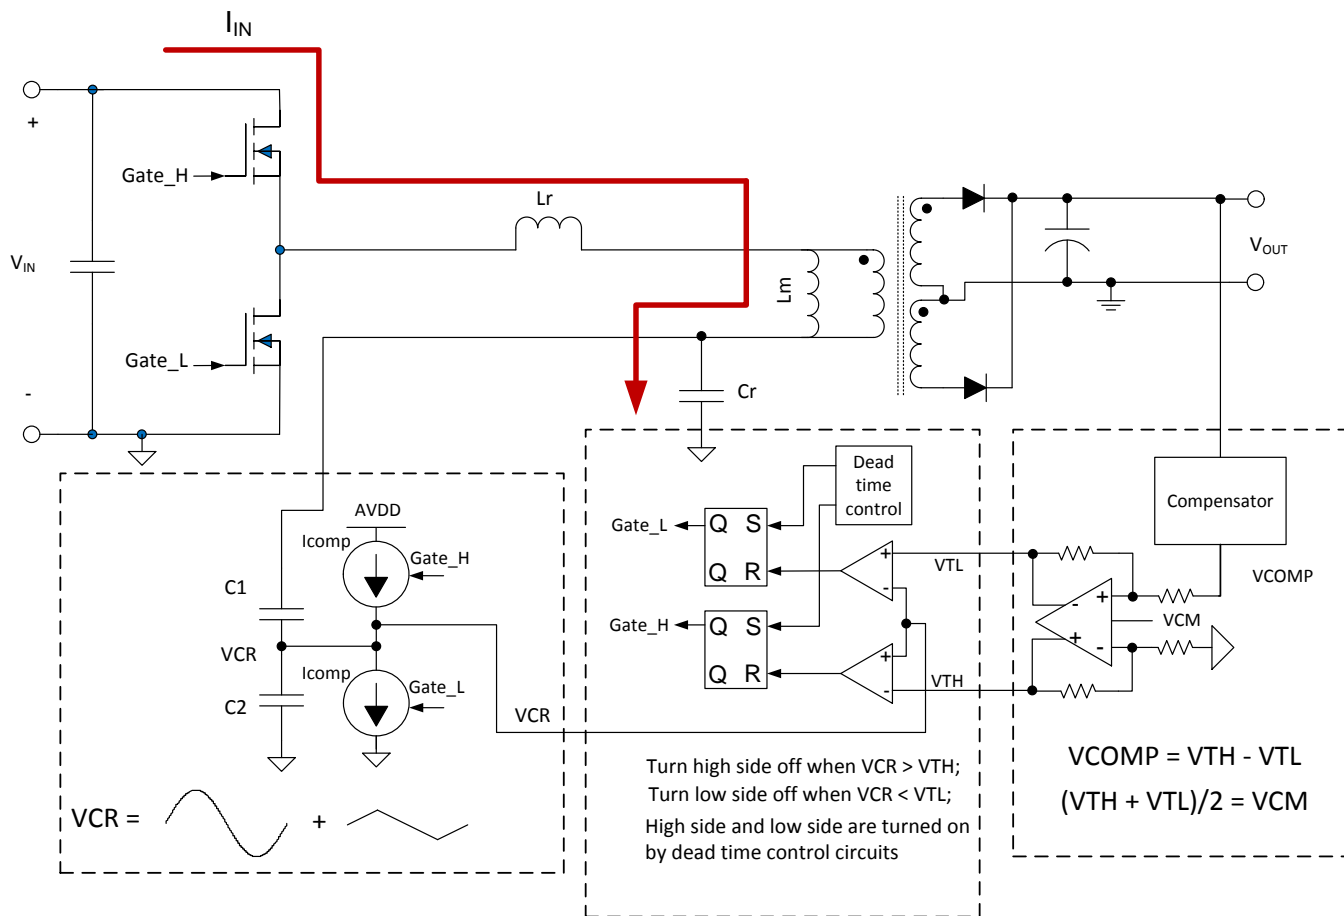 I_IN
+
Gate_H
Lr
V_IN
V_OUT
Lm
Gate_L
-
Cr
Dead
time
control
Compensator
AVDD
Icomp
Gate_H
Gate_L
Q S
Q R
VTL
+
-
VCOMP
C1
VCR
Icomp
Gate_L
C2
Gate_H
Q S
Q R
+
-
VTH
-
+
+
-
VCM
VCR
VCR = +
Turn high side off when VCR > VTH;
Turn low side off when VCR < VTL;
High side and low side are turned on
by dead time control circuits
VCOMP = VTH - VTL
(VTH + VTL)/2 = VCM